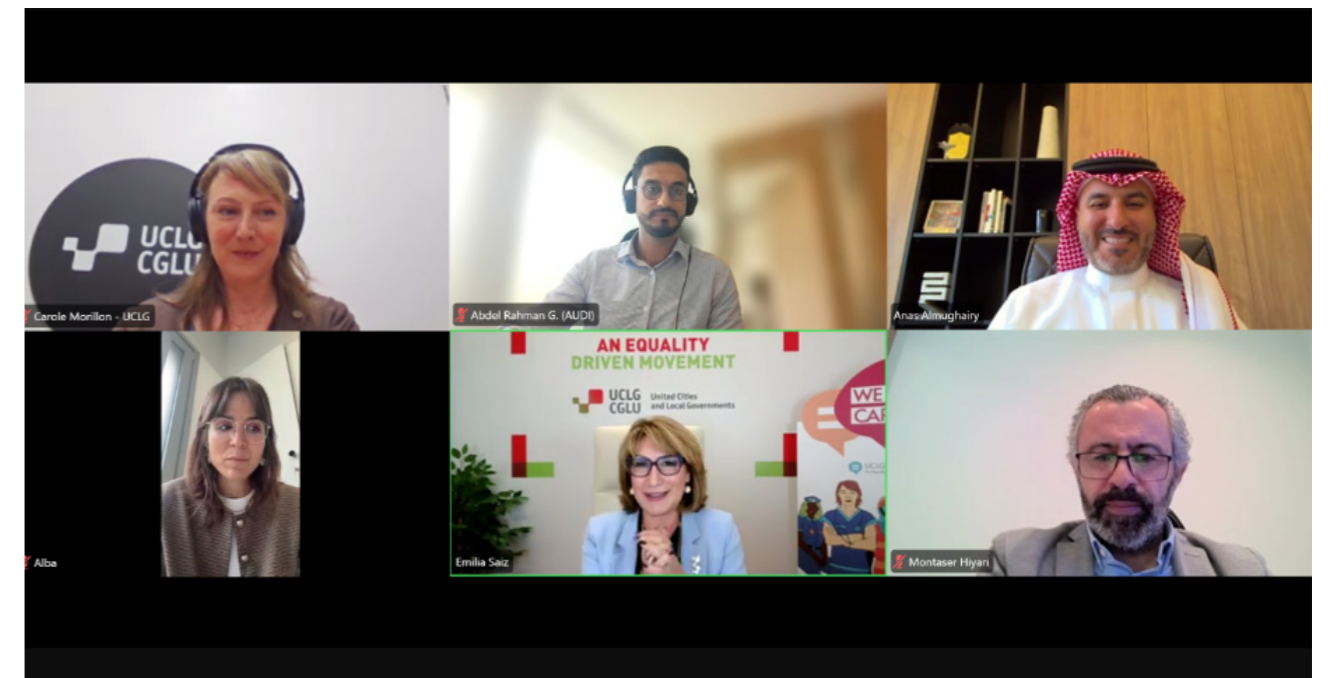 UCLG
CGLU
Carole Morillon - UCLG
Abdel Rahman G. (AUDI)
Anas Almughairy
Alba
AN EQUALITY
DRIVEN MOVEMENT
UCLG
CGLU
United Cities
and Local Governments
WE
Emilia Saiz
Montaser Hiyari